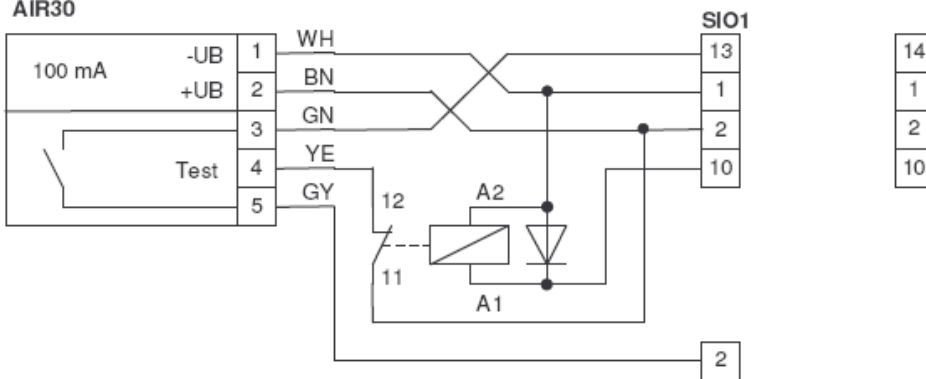 AIR30
SIO1
100 mA
-UB
1
WH
13
14
+UB
2
BN
1
1
3
GN
2
2
Test
4
YE
10
10
5
GY
12
A2
11
A1
2